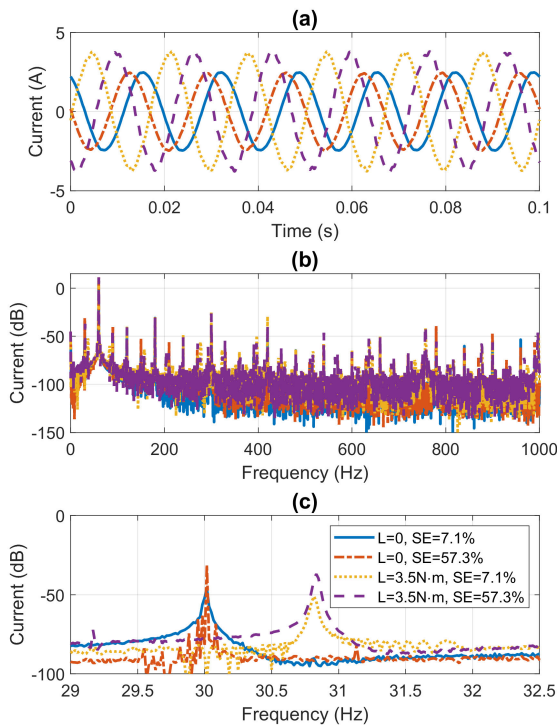 (a)
5
0
-5
Current (A)
0
0.02
0.04
0.06
0.08
0.1
Time (s)
(b)
0
-50
-100
-150
Current (dB)
0
200
400
600
800
1000
Frequency (Hz)
(c)
0
-50
-100
Current (dB)
L=0, SE=7.1%
L=0, SE=57.3%
L=3.5N·m, SE=7.1%
L=3.5N·m, SE=57.3%
29
29.5
30
30.5
31
31.5
32
32.5
Frequency (Hz)